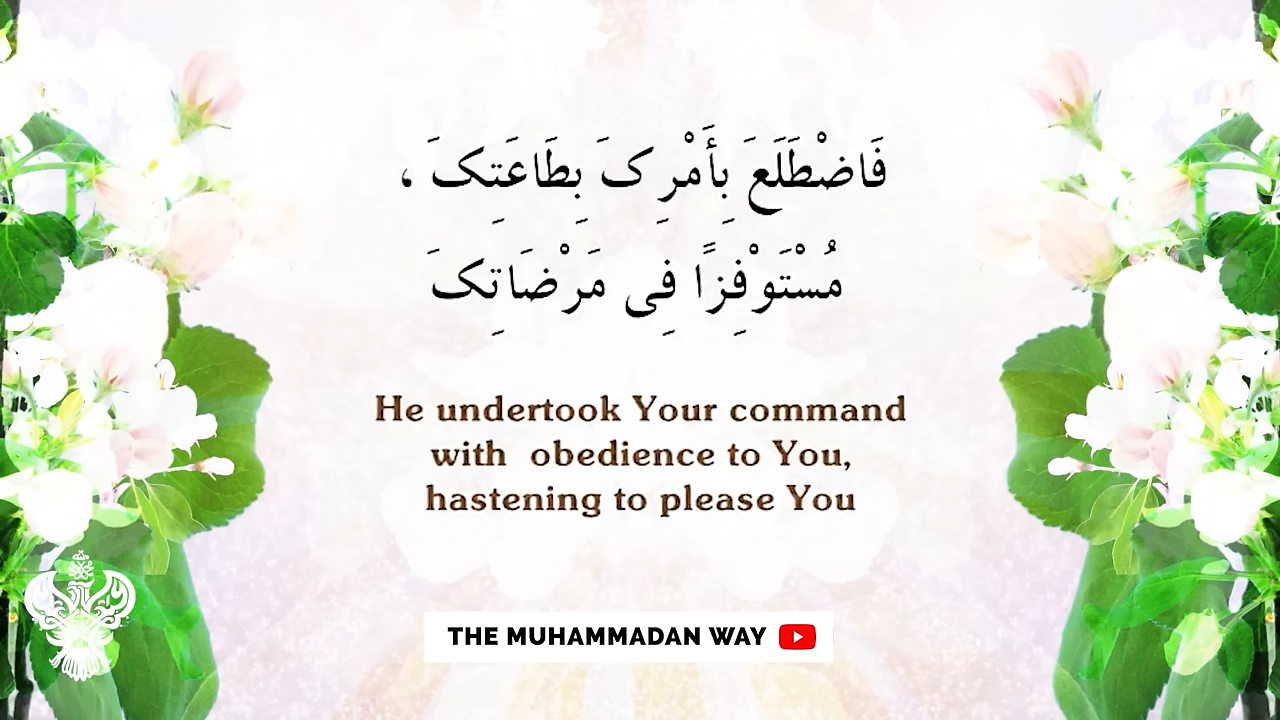 فَاضْطَلَعَ بِأَمْرِکَ بِطَاعَتِکَ ،
مُسْتَوْفِزًا فِی مَرْضَاتِکَ
He undertook Your command
with obedience to You,
hastening to please You
THE MUHAMMADAN WAY